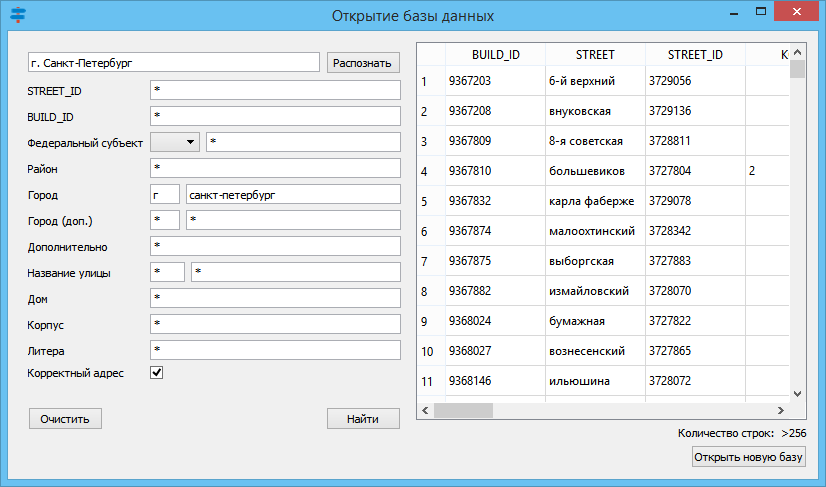 Открытие базы данных
г. Санкт-Петербург Распознать
STREET_ID *
BUILD_ID *
Федеральный субъект *
Район *
Город г санкт-петербург
Город (доп.) * *
Дополнительно *
Название улицы * *
Дом *
Корпус *
Литера *
Корректный адрес
Очистить Найти
BUILD_ID STREET STREET_ID
1 9367203 6-й верхний 3729056
2 9367208 внуковская 3729136
3 9367809 8-я советская 3728811
4 9367810 большевиков 3727804 2
5 9367832 карла фаберже 3729078
6 9367874 малоохтинский 3728342
7 9367875 выборгская 3727883
8 9367882 измайловский 3728070
9 9368024 бумажная 3727822
10 9368027 вознесенский 3727865
11 9368146 ильюшина 3728072
Количество строк: >256
Открыть новую базу